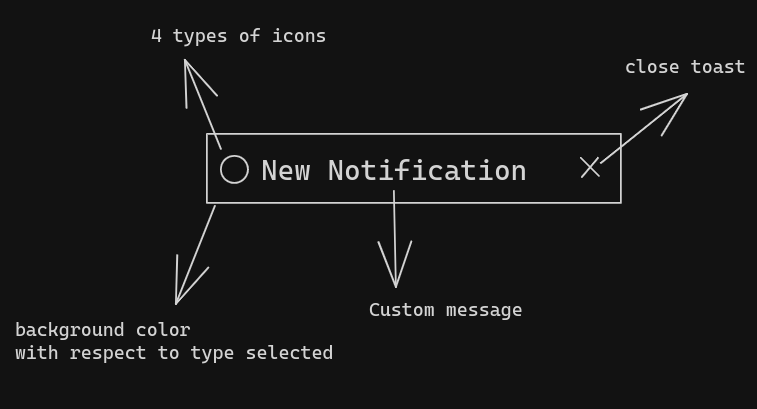 4 types of icons
close toast
New Notification
Custom message
background color
with respect to type selected